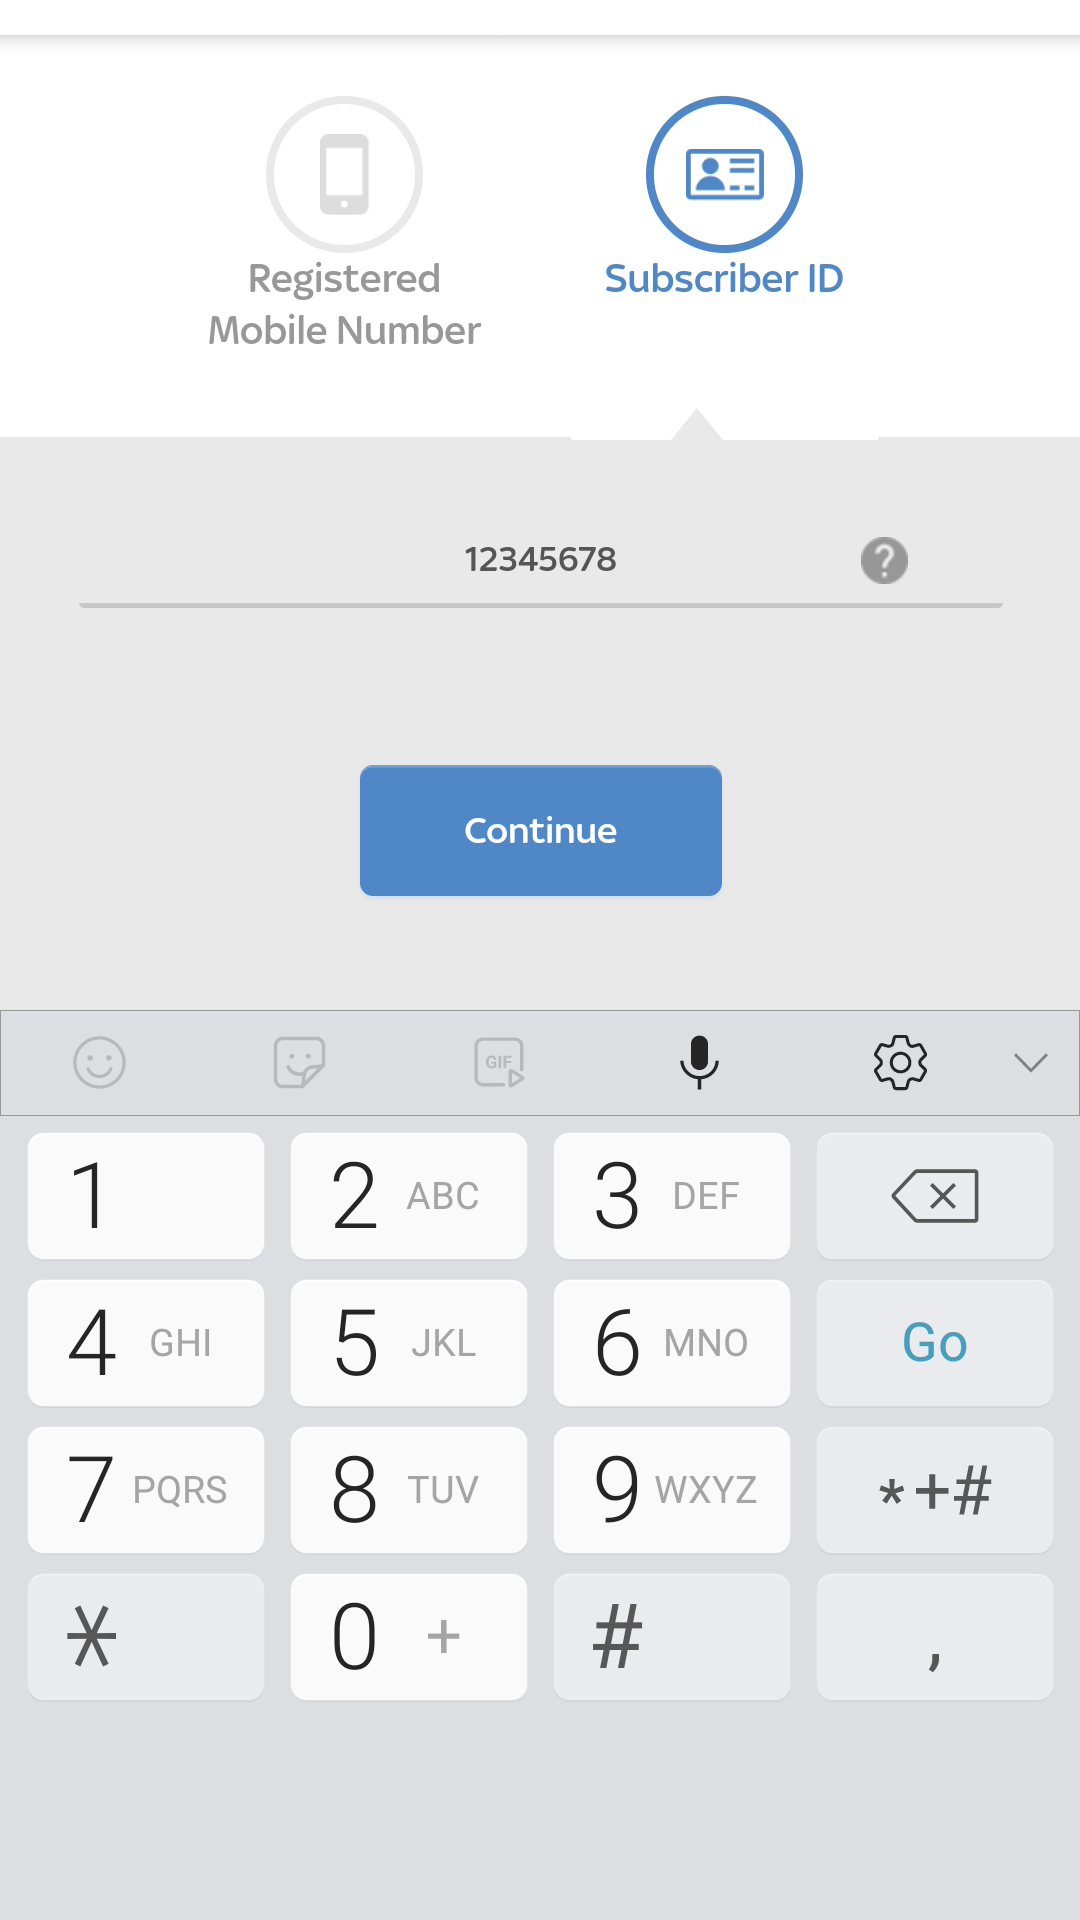 Registered
Mobile Number
Subscriber ID
12345678
?
Continue
GIF
1
2 ABC
3 DEF
4 GHI
5 JKL
6 MNO
Go
7 PQRS
8 TUV
9 WXYZ
*+#
*
0 +
#
,